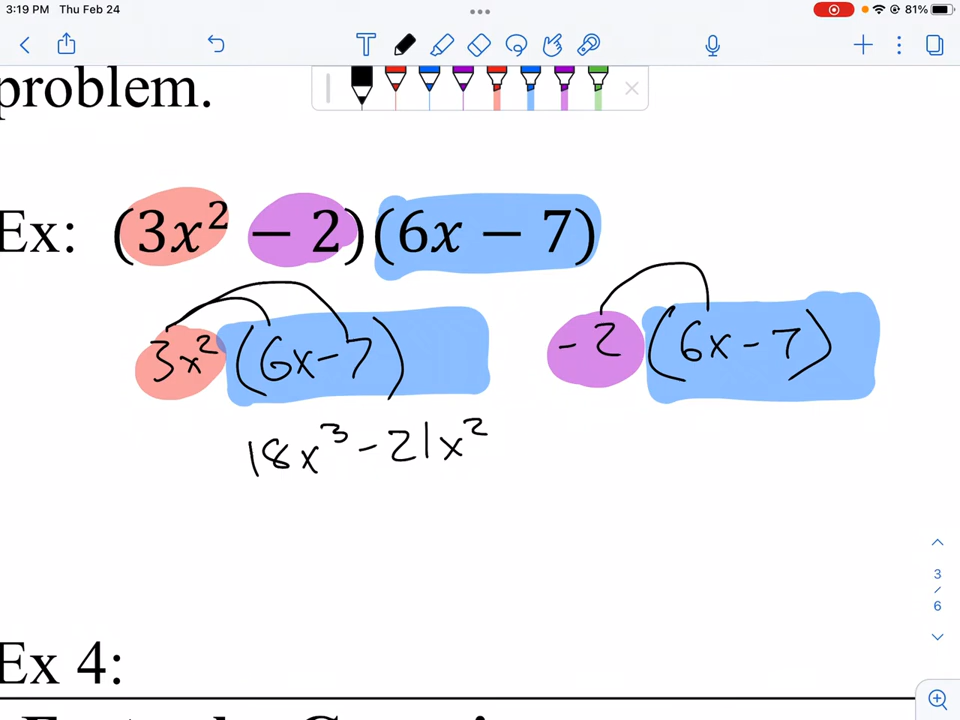 3:19 PM Thu Feb 24
81%
T
problem.
Ex: (3x² − 2)(6x − 7)
3x² (6x-7)
-2 (6x-7)
18x³ - 21x²
3
/
6
Ex 4: